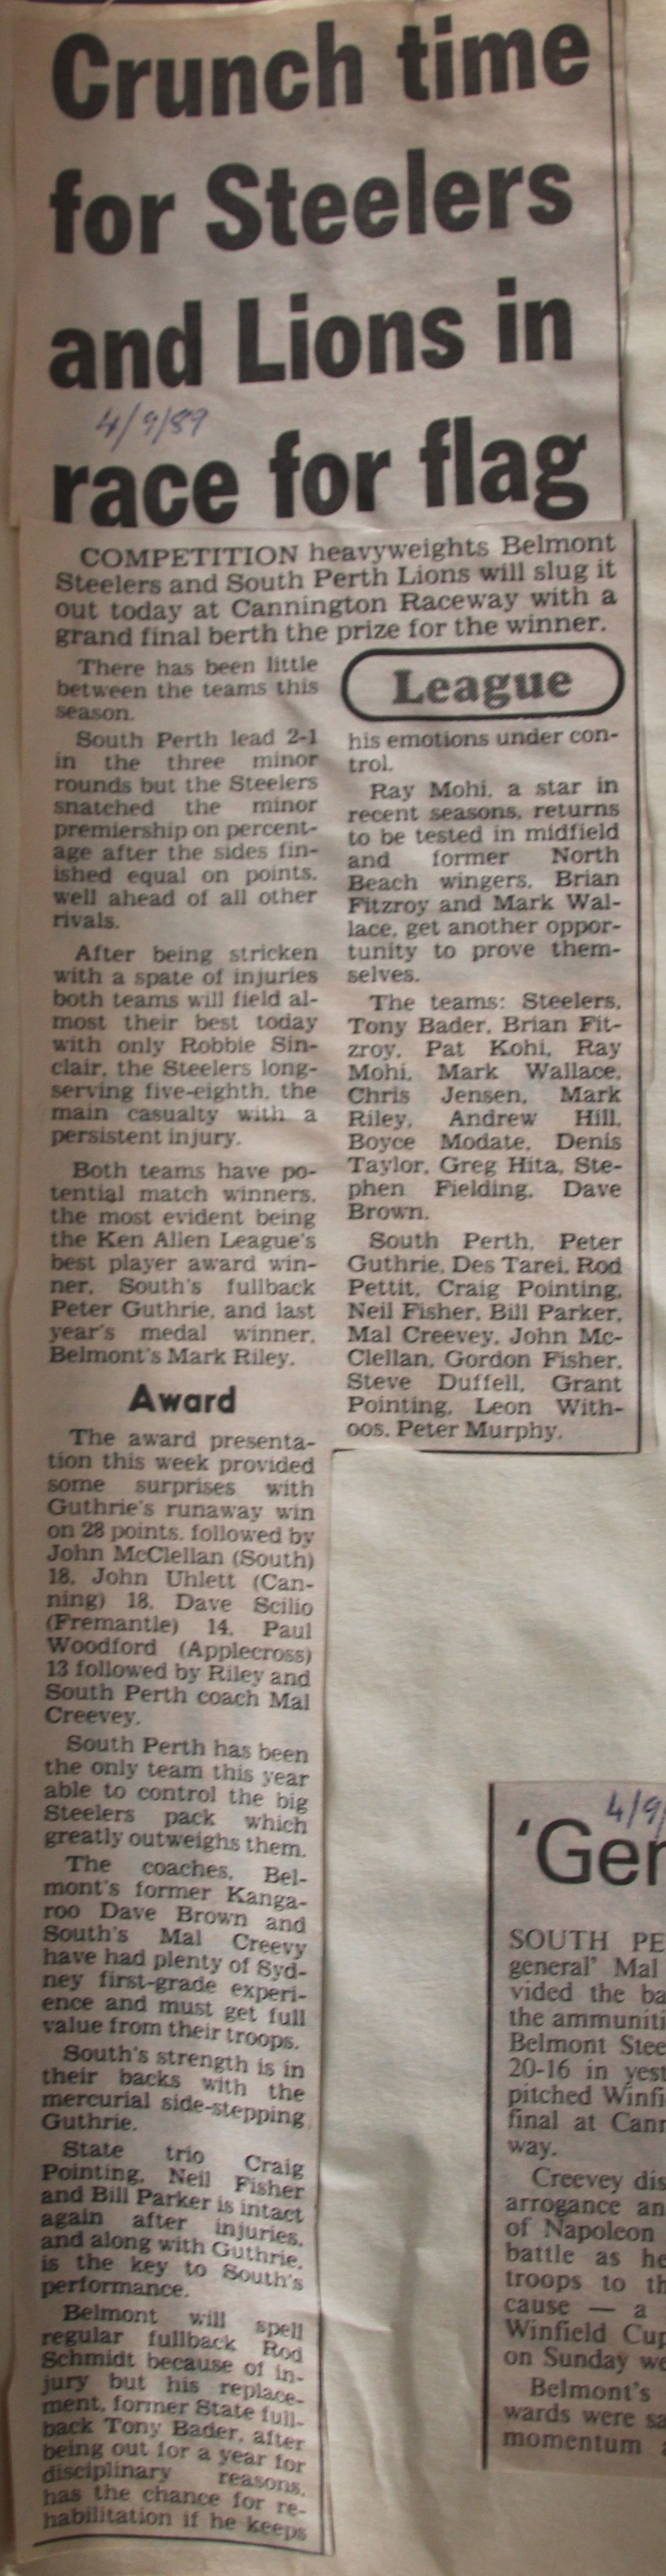 Crunch time
for Steelers
and Lions in
4/9/89
race for flag
COMPETITION heavyweights Belmont
Steelers and South Perth Lions will slug it
out today at Cannington Raceway with a
grand final berth the prize for the winner.
There has been little
between the teams this
season.
South Perth lead 2-1
in the three minor
rounds but the Steelers
snatched the minor
premiership on percent-
age after the sides fin-
ished equal on points,
well ahead of all other
rivals.
After being stricken
with a spate of injuries
both teams will field al-
most their best today
with only Robbie Sin-
clair, the Steelers long-
serving five-eighth, the
main casualty with a
persistent injury.
Both teams have po-
tential match winners,
the most evident being
the Ken Allen League's
best player award win-
ner, South's fullback
Peter Guthrie, and last
year's medal winner,
Belmont's Mark Riley.
Award
The award presenta-
tion this week provided
some surprises with
Guthrie's runaway win
on 28 points, followed by
John McClellan (South)
18, John Uhlett (Can-
ning) 18, Dave Scilio
(Fremantle) 14, Paul
Woodford (Applecross)
13 followed by Riley and
South Perth coach Mal
Creevey.
South Perth has been
the only team this year
able to control the big
Steelers pack which
greatly outweighs them.
The coaches, Bel-
mont's former Kanga-
roo Dave Brown and
South's Mal Creevy
have had plenty of Syd-
ney first-grade experi-
ence and must get full
value from their troops.
South's strength is in
their backs with the
mercurial side-stepping
Guthrie.
State trio Craig
Pointing, Neil Fisher
and Bill Parker is intact
again after injuries,
and along with Guthrie,
is the key to South's
performance.
Belmont will spell
regular fullback Rod
Schmidt because of in-
jury but his replace-
ment, former State full-
back Tony Bader, after
being out for a year for
disciplinary reasons,
has the chance for re-
habilitation if he keeps
League
his emotions under con-
trol.
Ray Mohi, a star in
recent seasons, returns
to be tested in midfield
and former North
Beach wingers, Brian
Fitzroy and Mark Wal-
lace, get another oppor-
tunity to prove them-
selves.
The teams: Steelers,
Tony Bader, Brian Fit-
zroy, Pat Kohi, Ray
Mohi, Mark Wallace,
Chris Jensen, Mark
Riley, Andrew Hill,
Boyce Modate, Denis
Taylor, Greg Hita, Ste-
phen Fielding, Dave
Brown.
South Perth, Peter
Guthrie, Des Tarei, Rod
Pettit, Craig Pointing,
Neil Fisher, Bill Parker,
Mal Creevey, John Mc-
Clellan, Gordon Fisher,
Steve Duffell, Grant
Pointing, Leon With-
oos, Peter Murphy.
4/9/
'Ger
SOUTH PE
general' Mal
vided the ba
the ammuniti
Belmont Stee
20-16 in yest
pitched Winfi
final at Cann
way.
Creevey dis
arrogance an
of Napoleon
battle as he
troops to th
cause — a
Winfield Cup
on Sunday we
Belmont's
wards were sa
momentum